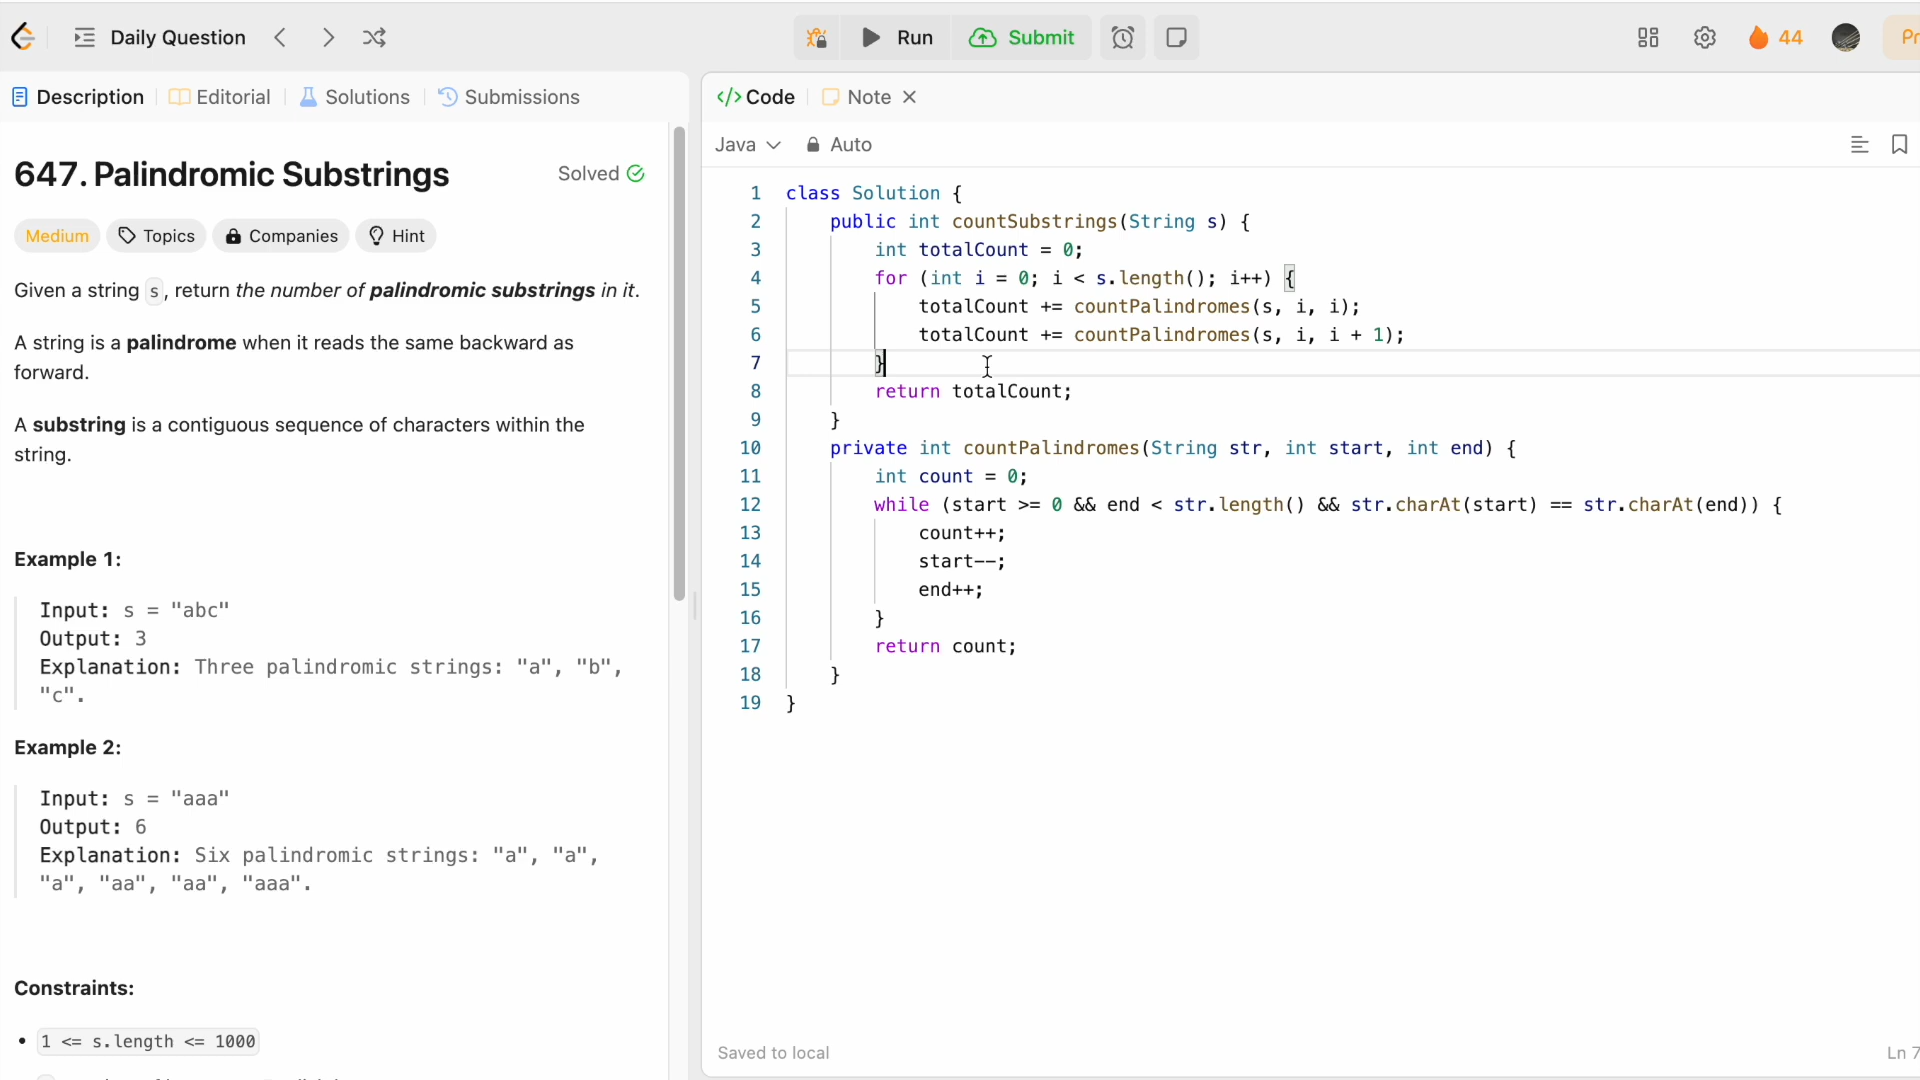 Daily Question
Run
Submit
44
Description
Editorial
Solutions
Submissions
Code
Note
Java
Auto
647. Palindromic Substrings
Solved
Medium
Topics
Companies
Hint
Given a string s, return the number of palindromic substrings in it.
A string is a palindrome when it reads the same backward as
forward.
A substring is a contiguous sequence of characters within the
string.
Example 1:
Input: s = "abc"
Output: 3
Explanation: Three palindromic strings: "a", "b",
"c".
Example 2:
Input: s = "aaa"
Output: 6
Explanation: Six palindromic strings: "a", "a",
"a", "aa", "aa", "aaa".
Constraints:
• 1 <= s.length <= 1000
1 class Solution {
2 public int countSubstrings(String s) {
3 int totalCount = 0;
4 for (int i = 0; i < s.length(); i++) {
5 totalCount += countPalindromes(s, i, i);
6 totalCount += countPalindromes(s, i, i + 1);
7 }
8 return totalCount;
9 }
10 private int countPalindromes(String str, int start, int end) {
11 int count = 0;
12 while (start >= 0 && end < str.length() && str.charAt(start) == str.charAt(end)) {
13 count++;
14 start--;
15 end++;
16 }
17 return count;
18 }
19 }
Saved to local
Ln 7